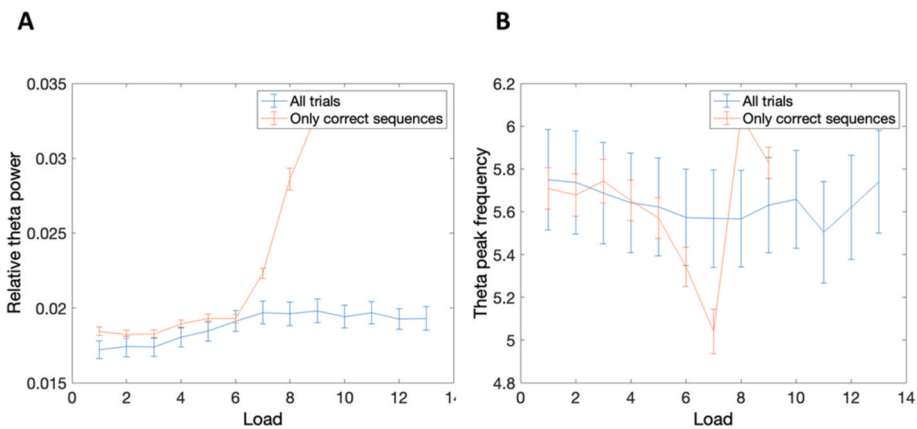 A
B
0.035
0.03
0.025
0.02
0.015
Relative theta power
0 2 4 6 8 10 12 14
Load
All trials
Only correct sequences
6.2
6
5.8
5.6
5.4
5.2
5
4.8
Theta peak frequency
0 2 4 6 8 10 12 14
Load
All trials
Only correct sequences